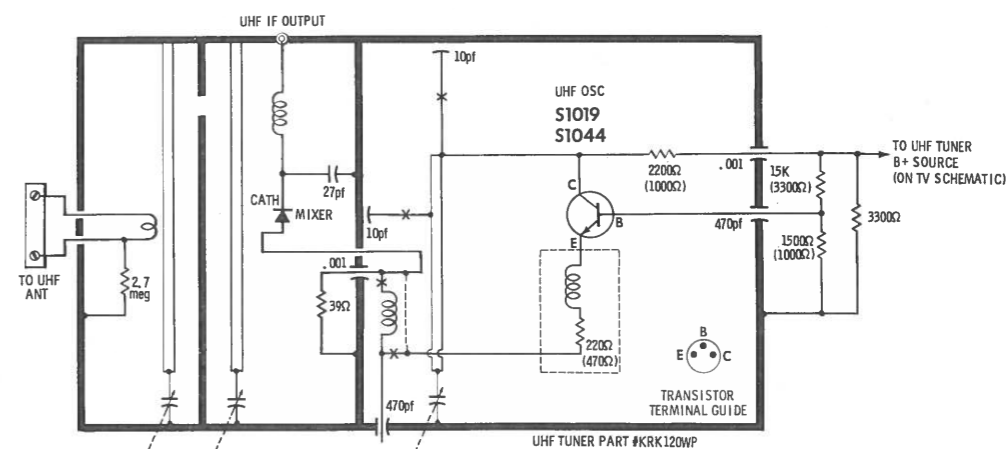 UHF IF OUTPUT
10pf
UHF OSC
S1019
S1044
TO UHF TUNER
B+ SOURCE
(ON TV SCHEMATIC)
2200Ω
(1000Ω)
.001
15K
(3300Ω)
27pf
CATH
MIXER
C
B
E
10pf
470pf
3300Ω
1500Ω
(1000Ω)
TO UHF
ANT
2.7
meg
.001
39Ω
220Ω
(470Ω)
B
E
C
TRANSISTOR
TERMINAL GUIDE
470pf
UHF TUNER PART #KRK120WP